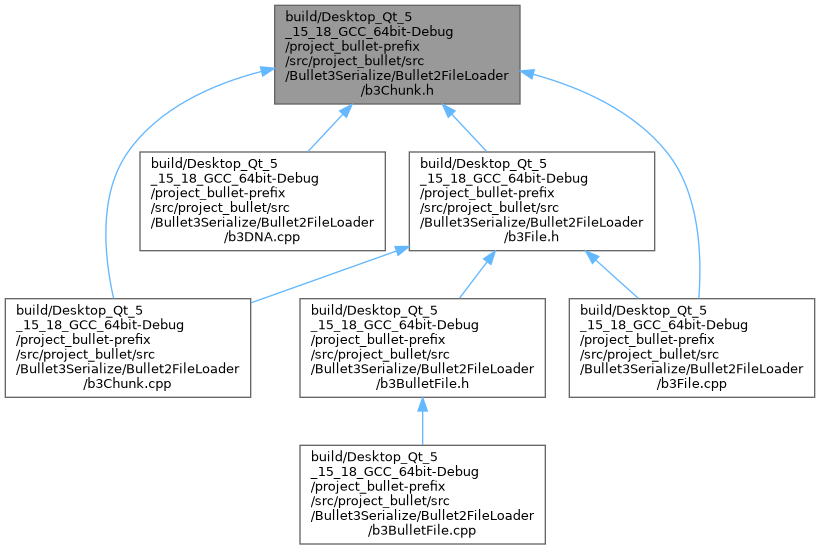 build/Desktop_Qt_5
_15_18_GCC_64bit-Debug
/project_bullet-prefix
/src/project_bullet/src
/Bullet3Serialize/Bullet2FileLoader
/b3Chunk.h
build/Desktop_Qt_5
_15_18_GCC_64bit-Debug
/project_bullet-prefix
/src/project_bullet/src
/Bullet3Serialize/Bullet2FileLoader
/b3DNA.cpp
build/Desktop_Qt_5
_15_18_GCC_64bit-Debug
/project_bullet-prefix
/src/project_bullet/src
/Bullet3Serialize/Bullet2FileLoader
/b3File.h
build/Desktop_Qt_5
_15_18_GCC_64bit-Debug
/project_bullet-prefix
/src/project_bullet/src
/Bullet3Serialize/Bullet2FileLoader
/b3Chunk.cpp
build/Desktop_Qt_5
_15_18_GCC_64bit-Debug
/project_bullet-prefix
/src/project_bullet/src
/Bullet3Serialize/Bullet2FileLoader
/b3BulletFile.h
build/Desktop_Qt_5
_15_18_GCC_64bit-Debug
/project_bullet-prefix
/src/project_bullet/src
/Bullet3Serialize/Bullet2FileLoader
/b3File.cpp
build/Desktop_Qt_5
_15_18_GCC_64bit-Debug
/project_bullet-prefix
/src/project_bullet/src
/Bullet3Serialize/Bullet2FileLoader
/b3BulletFile.cpp